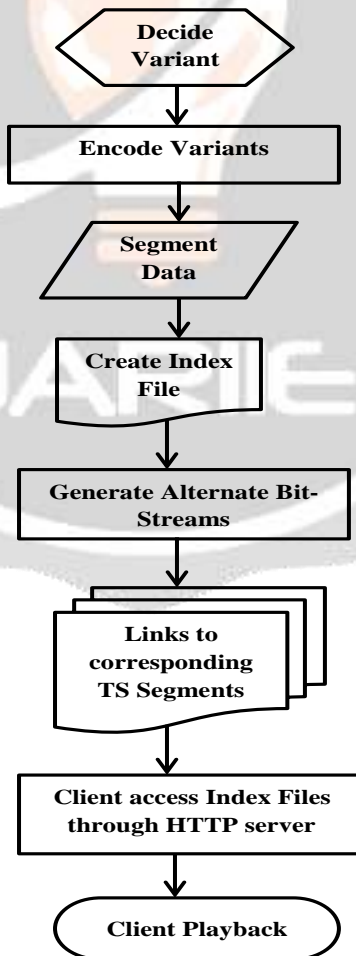 Decide
Variant
Encode Variants
Segment
Data
Create Index
File
Generate Alternate Bit-
Streams
Links to
corresponding
TS Segments
Client access Index Files
through HTTP server
Client Playback